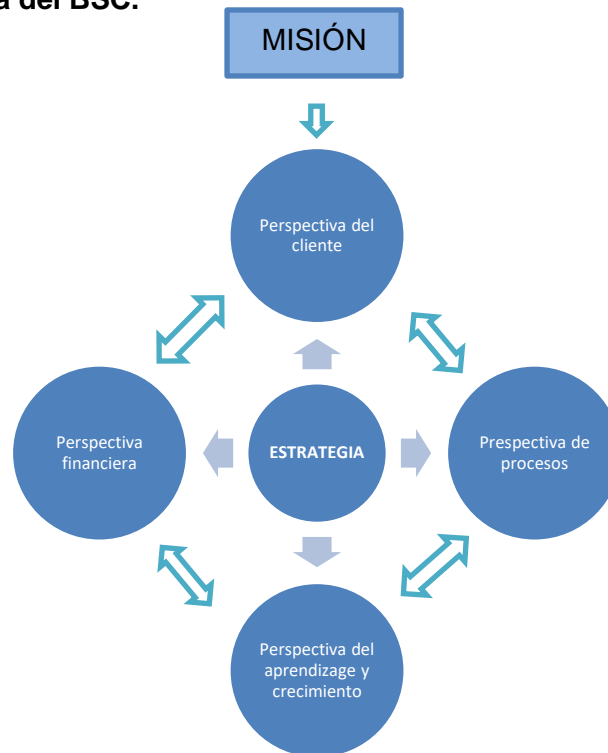 a del BSC.
MISIÓN
Perspectiva del
cliente
Perspectiva
financiera
ESTRATEGIA
Prespectiva de
procesos
Perspectiva del
aprendizage y
crecimiento